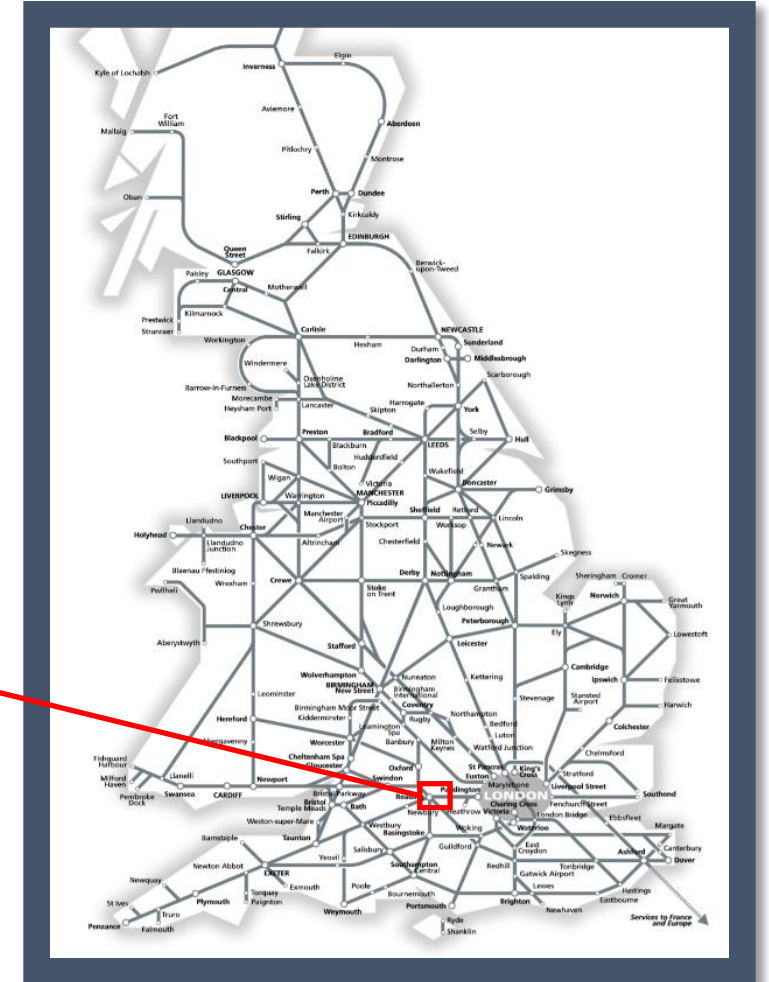 Elgin
Inverness
Kyle of Lochalsh
Aviemore
Fort
William
Aberdeen
Mallaig
Pitlochry
Montrose
Perth
Dundee
Oban
Stirling
Kirkcaldy
EDINBURGH
Queen
Street
Falkirk
Berwick-
upon-Tweed
Paisley
GLASGOW
Central
Motherwell
Kilmarnock
Prestwick
Stranraer
Carlisle
NEWCASTLE
Workington
Hexham
Sunderland
Durham
Darlington
Middlesbrough
Windermere
Scarborough
Oxenholme
Lake District
Barrow-in-Furness
Northallerton
Morecambe
Heysham Port
Lancaster
Harrogate
Skipton
York
Blackpool
Preston
Bradford
Selby
Blackburn
LEEDS
Hull
Huddersfield
Southport
Bolton
Wakefield
Wigan
Victoria
Doncaster
LIVERPOOL
Warrington
MANCHESTER
Piccadilly
Grimsby
Manchester
Airport
Sheffield
Retford
Llandudno
Chester
Stockport
Worksop
Lincoln
Holyhead
Llandudno
Junction
Altrincham
Chesterfield
Newark
Skegness
Blaenau Ffestiniog
Wrexham
Crewe
Derby
Nottingham
Spalding
Sheringham
Cromer
Pwllheli
Stoke
on Trent
Grantham
Kings
Lynn
Norwich
Great
Yarmouth
Loughborough
Peterborough
Aberystwyth
Shrewsbury
Ely
Lowestoft
Stafford
Leicester
Wolverhampton
Nuneaton
Kettering
Cambridge
BIRMINGHAM
New Street
Birmingham
International
Ipswich
Felixstowe
Leominster
Coventry
Stevenage
Stansted
Airport
Birmingham Moor Street
Kidderminster
Rugby
Northampton
Harwich
Hereford
Leamington
Spa
Bedford
Colchester
Worcester
Banbury
Milton
Keynes
Luton
Abergavenny
Cheltenham Spa
Watford Junction
Chelmsford
Fishguard
Harbour
Gloucester
Oxford
St Pancras
King's
Cross
Milford
Haven
Llanelli
Newport
Swindon
Euston
Stratford
Marylebone
Liverpool Street
Pembroke
Dock
Swansea
CARDIFF
Bristol Parkway
Paddington
LONDON
Southend
Bristol
Temple Meads
Bath
Newbury
Heathrow
Victoria
Charing Cross
Fenchurch Street
London Bridge
Ebbsfleet
Weston-super-Mare
Westbury
Basingstoke
Woking
Waterloo
Margate
Barnstaple
Taunton
Salisbury
Guildford
East
Croydon
Canterbury
Ashford
Yeovil
Southampton
Central
Redhill
Tonbridge
Dover
Newton Abbot
EXETER
Gatwick Airport
Newquay
Exmouth
Poole
Lewes
Hastings
St Ives
Torquay
Paignton
Bournemouth
Eastbourne
Plymouth
Portsmouth
Brighton
Newhaven
Truro
Weymouth
Penzance
Falmouth
Ryde
Shanklin
Services to France
and Europe